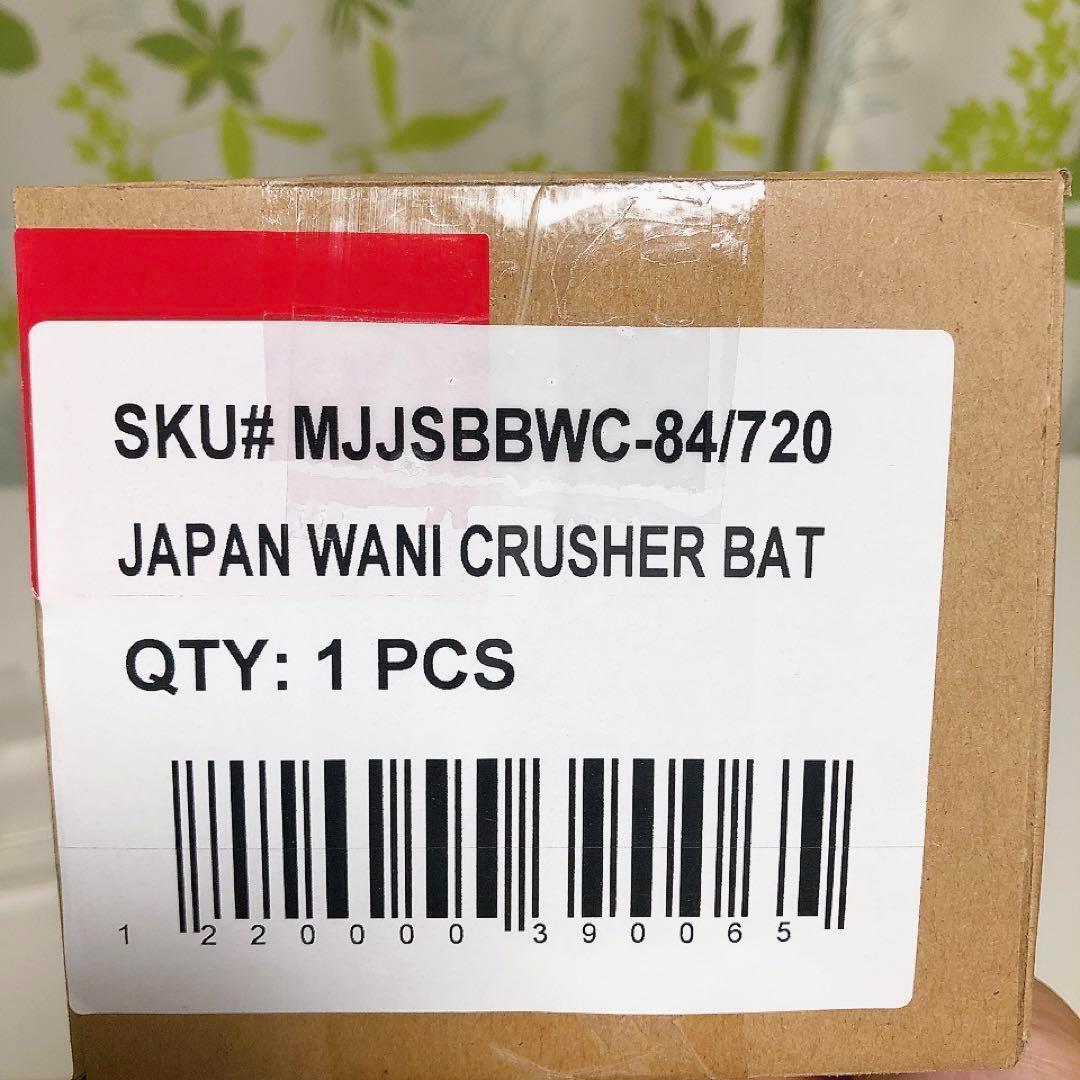 SKU# MJJSBBWC-84/720
JAPAN WANI CRUSHER BAT
QTY: 1 PCS
1 220000 390065